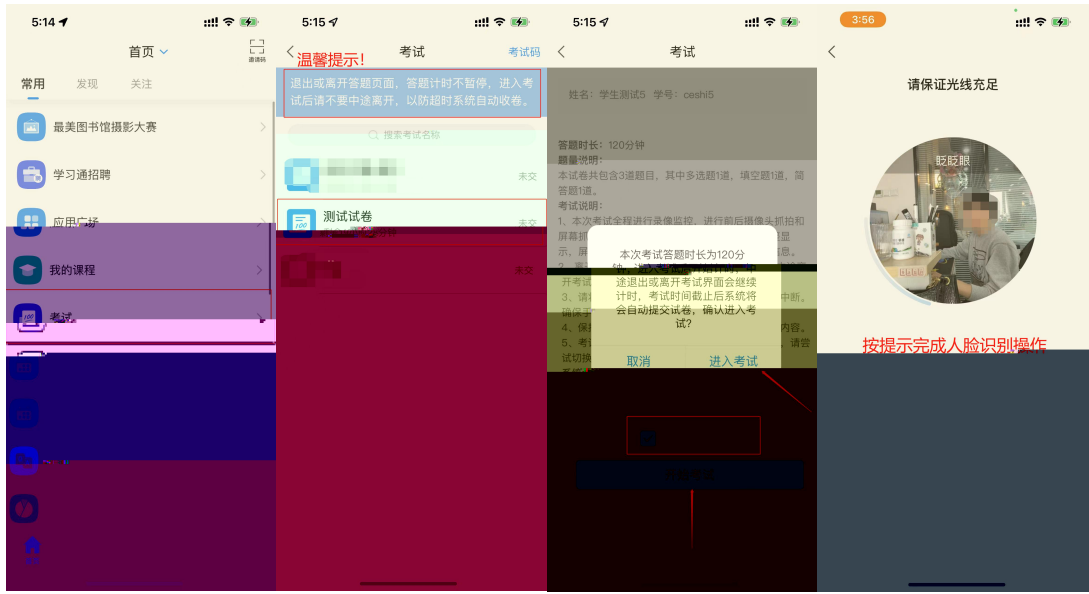 5:14
首页
邀请码
常用 发现 关注
最美图书馆摄影大赛
学习通招聘
应用广场
我的课程
考试
5:15
考试
考试码
温馨提示！
退出或离开答题页面，答题计时不暂停，进入考
试后请不要中途离开，以防超时系统自动收卷。
搜索考试名称
未交
测试试卷
未交
未交
5:15
考试
姓名：学生测试5 学号：ceshi5
答题时长：120分钟
题量说明：
本试卷共包含3道题目，其中多选题1道，填空题1道，简
答题1道。
考试说明：
1、本次考试全程进行录像监控，进行前后摄像头抓拍和
本次考试答题时长为120分
途退出或离开考试界面会继续
计时，考试时间截止后系统将
会自动提交试卷，确认进入考
试?
取消 进入考试
3:56
请保证光线充足
眨眨眼
按提示完成人脸识别操作